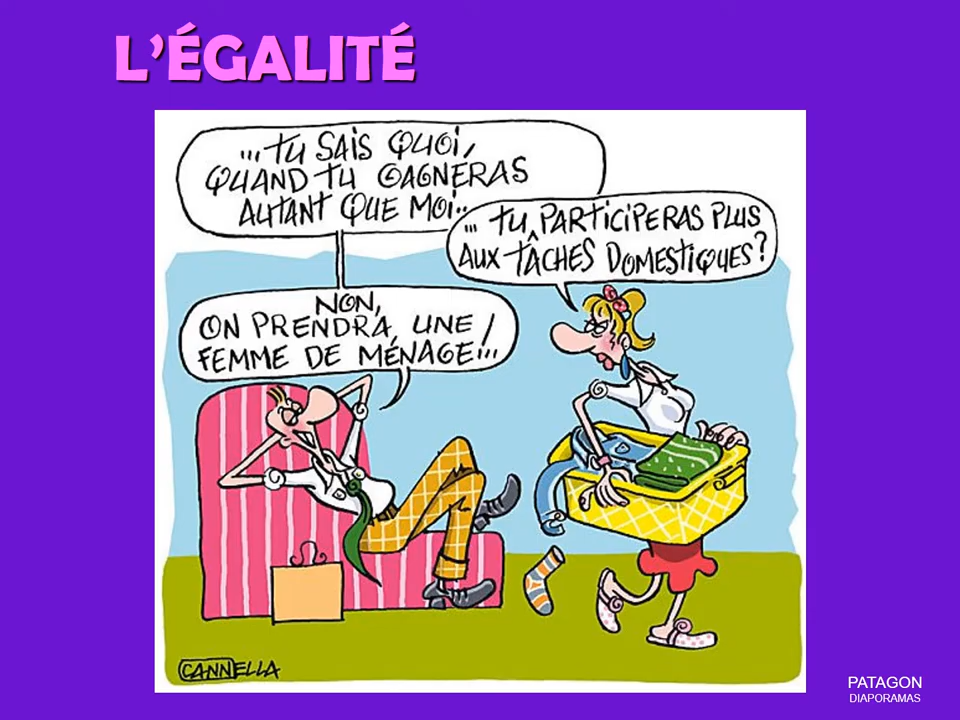 L'ÉGALITÉ
...TU SAIS QUOI,
QUAND TU GAGNERAS
AUTANT QUE MOI...
... TU PARTICIPERAS PLUS
AUX TÂCHES DOMESTIQUES?
NON,
ON PRENDRA UNE
FEMME DE MÉNAGE!...
CANNELLA
PATAGON
DIAPORAMAS